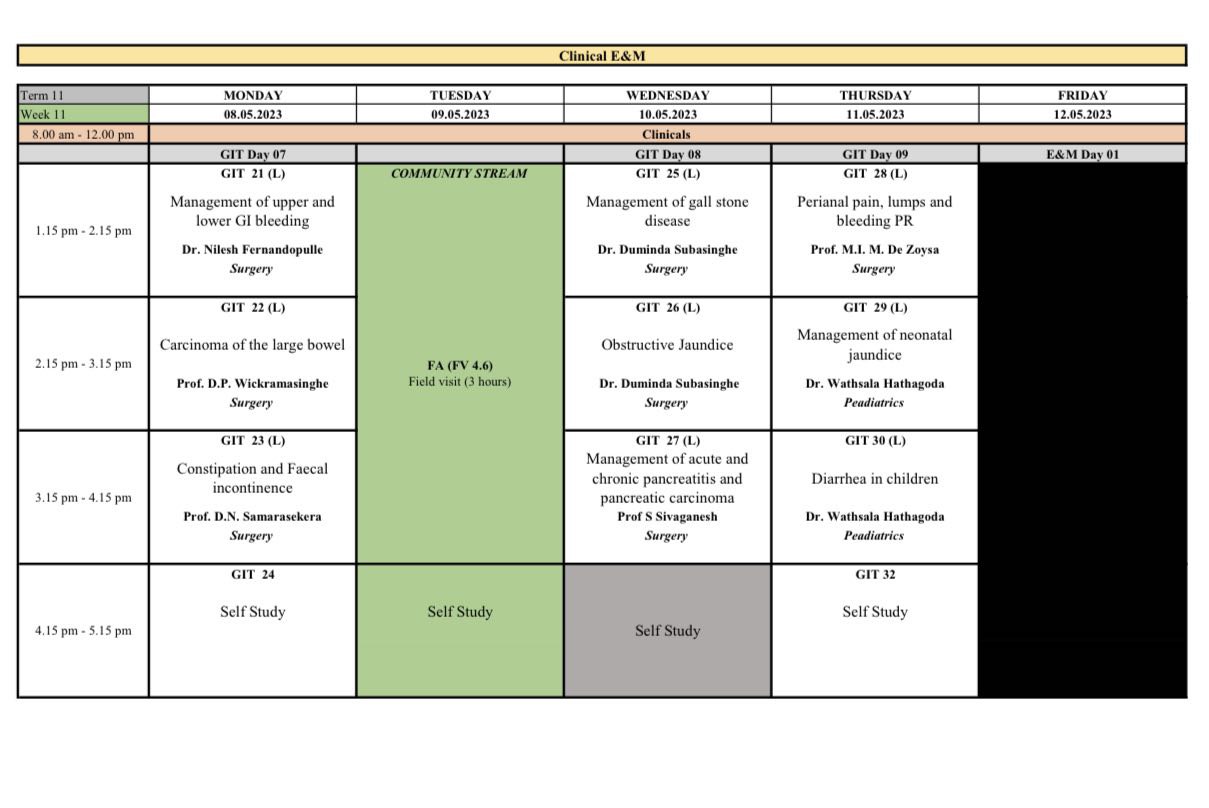 Clinical E&M
Term 11 MONDAY TUESDAY WEDNESDAY THURSDAY FRIDAY
Week 11 08.05.2023 09.05.2023 10.05.2023 11.05.2023 12.05.2023
8.00 am - 12.00 pm Clinicals
GIT Day 07 GIT Day 08 GIT Day 09 E&M Day 01
1.15 pm - 2.15 pm
GIT 21 (L)
Management of upper and
lower GI bleeding
Dr. Nilesh Fernandopulle
Surgery
COMMUNITY STREAM
FA (FV 4.6)
Field visit (3 hours)
GIT 25 (L)
Management of gall stone
disease
Dr. Duminda Subasinghe
Surgery
GIT 28 (L)
Perianal pain, lumps and
bleeding PR
Prof. M.I. M. De Zoysa
Surgery
2.15 pm - 3.15 pm
GIT 22 (L)
Carcinoma of the large bowel
Prof. D.P. Wickramasinghe
Surgery
GIT 26 (L)
Obstructive Jaundice
Dr. Duminda Subasinghe
Surgery
GIT 29 (L)
Management of neonatal
jaundice
Dr. Wathsala Hathagoda
Peadiatrics
3.15 pm - 4.15 pm
GIT 23 (L)
Constipation and Faecal
incontinence
Prof. D.N. Samarasekera
Surgery
GIT 27 (L)
Management of acute and
chronic pancreatitis and
pancreatic carcinoma
Prof S Sivaganesh
Surgery
GIT 30 (L)
Diarrhea in children
Dr. Wathsala Hathagoda
Peadiatrics
4.15 pm - 5.15 pm
GIT 24
Self Study
Self Study
Self Study
GIT 32
Self Study